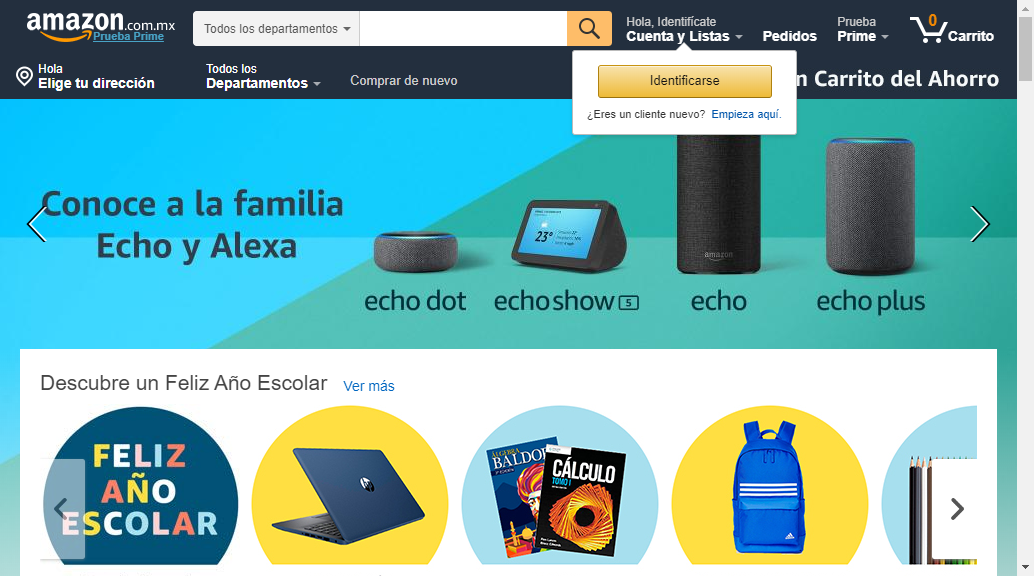 amazon.com.mx
Prueba Prime
Todos los departamentos
Hola, Identifícate
Cuenta y Listas
Pedidos
Prueba
Prime
0
Carrito
Hola
Elige tu dirección
Todos los
Departamentos
Comprar de nuevo
n Carrito del Ahorro
Identificarse
¿Eres un cliente nuevo? Empieza aquí.
Conoce a la familia
Echo y Alexa
23°
amazon
echo dot
echo show 5
echo
echo plus
Descubre un Feliz Año Escolar
Ver más
FELIZ
AÑO
ESCOLAR
hp
ÁLGEBRA
BALDOR
CÁLCULO
TOMO I
adidas